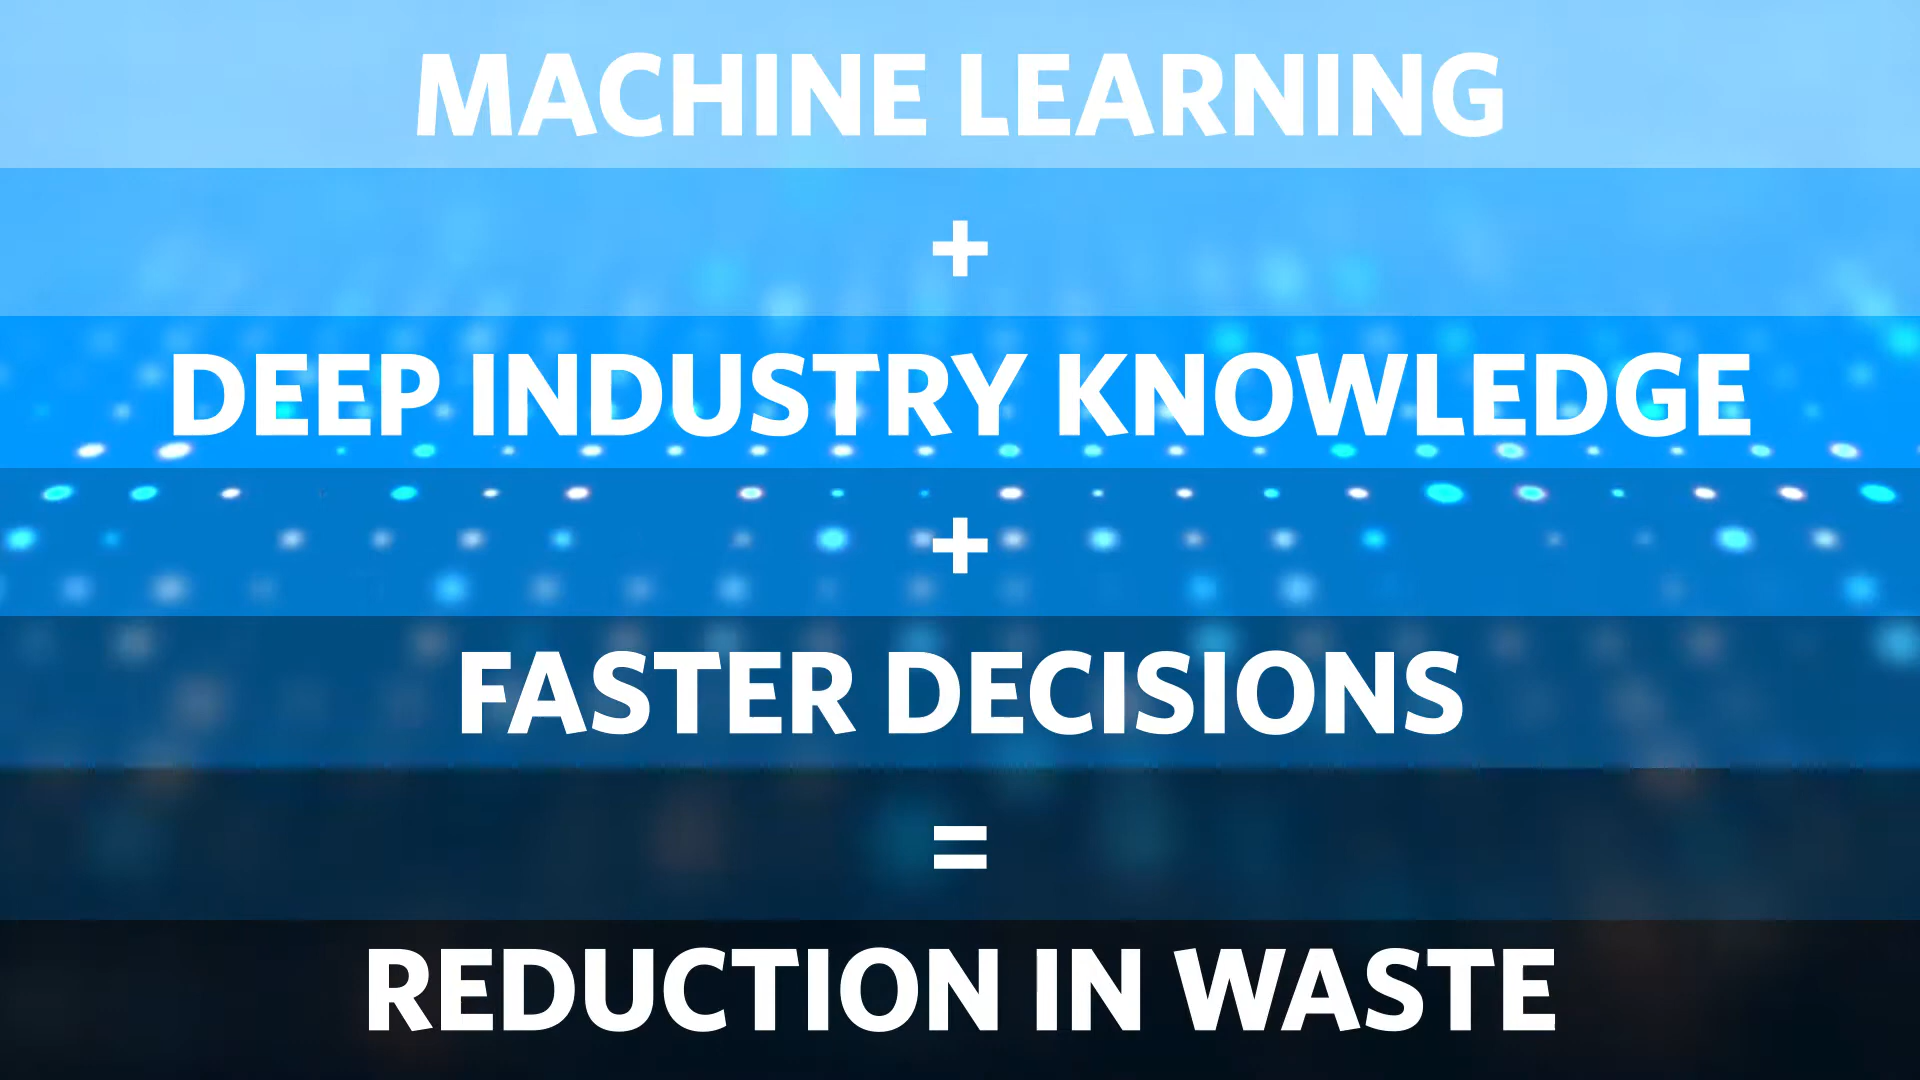 MACHINE LEARNING
+
DEEP INDUSTRY KNOWLEDGE
+
FASTER DECISIONS
=
REDUCTION IN WASTE